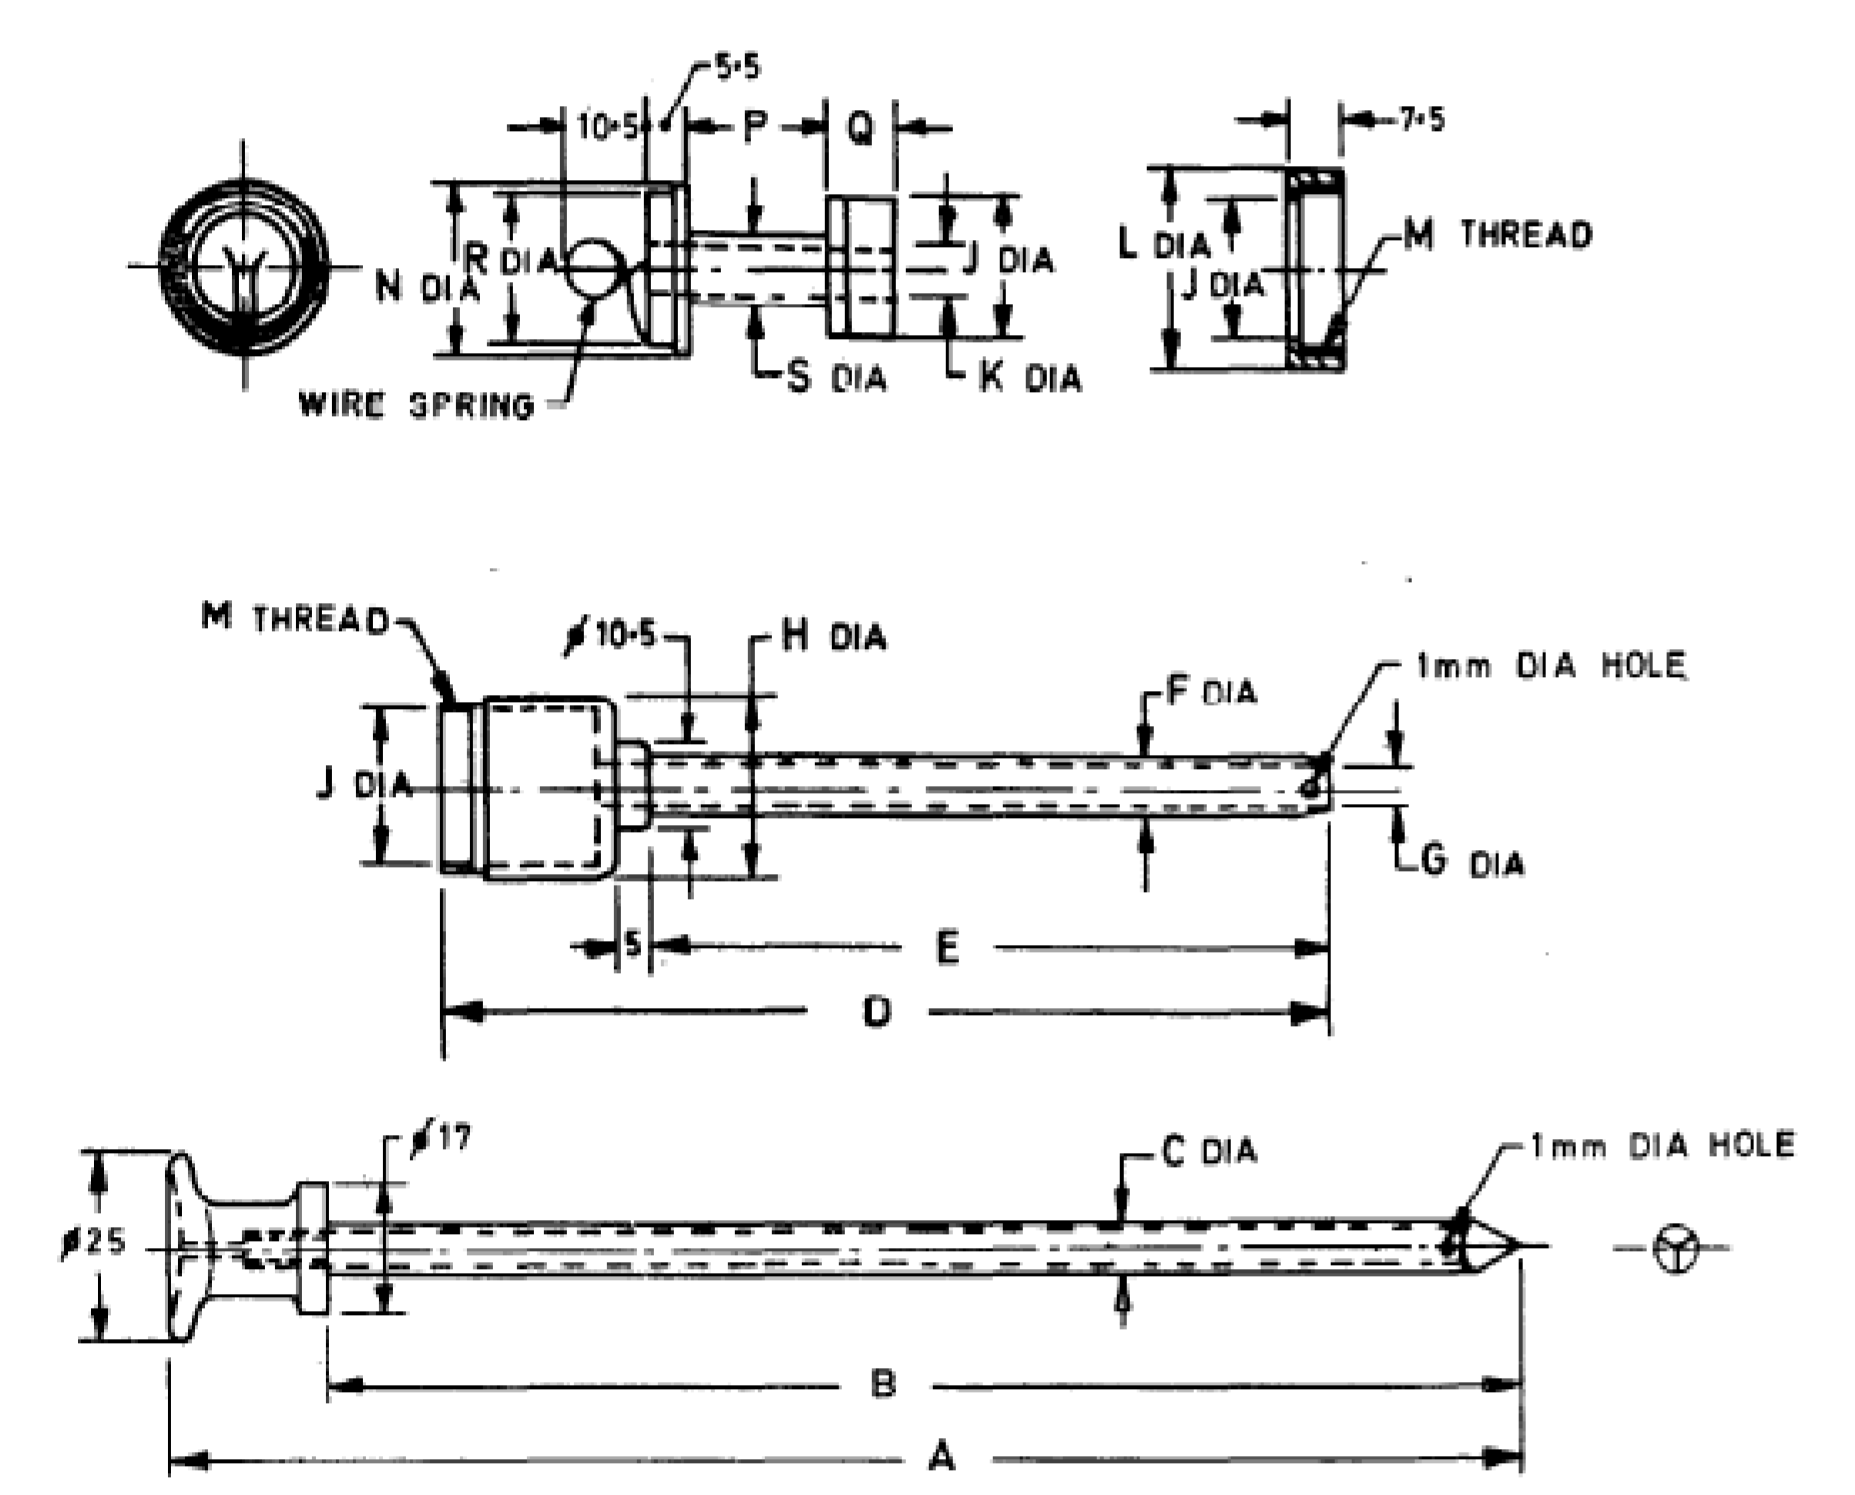 5·5
10·5 P Q 7·5
N DIA R DIA J DIA L DIA J DIA M THREAD
WIRE SPRING S DIA K DIA
M THREAD ø 10·5 H DIA
F DIA 1mm DIA HOLE
J DIA
G DIA
5 E
D
ø17 C DIA 1mm DIA HOLE
ø25
B
A